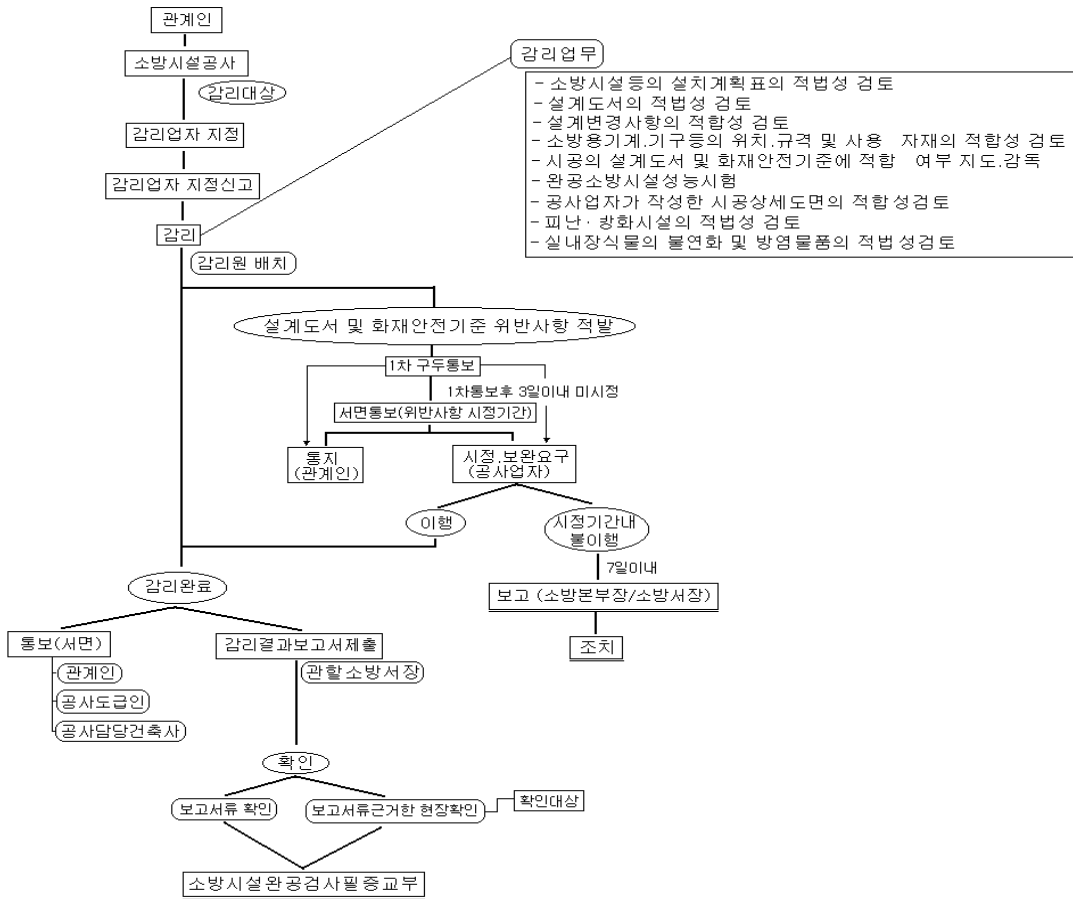 관계인
소방시설공사
감리대상
감리업자 지정
감리업자 지정신고
감리
감리원 배치
감리업무
- 소방시설등의 설치계획표의 적법성 검토
- 설계도서의 적법성 검토
- 설계변경사항의 적합성 검토
- 소방용기계.기구등의 위치.규격 및 사용 자재의 적합성 검토
- 시공의 설계도서 및 화재안전기준에 적합 여부 지도.감독
- 완공소방시설성능시험
- 공사업자가 작성한 시공상세도면의 적합성검토
- 피난· 방화시설의 적법성 검토
- 실내장식물의 불연화 및 방염물품의 적법성검토
설계도서 및 화재안전기준 위반사항 적발
1차 구두통보
1차통보후 3일이내 미시정
서면통보(위반사항 시정기간)
통지
(관계인)
시정.보완요구
(공사업자)
이행
시정기간내
불이행
7일이내
보고 (소방본부장/소방서장)
조치
감리완료
통보(서면)
관계인
공사도급인
공사담당건축사
감리결과보고서제출
관할소방서장
확인
보고서류 확인
보고서류근거한 현장확인
확인대상
소방시설완공검사필증교부